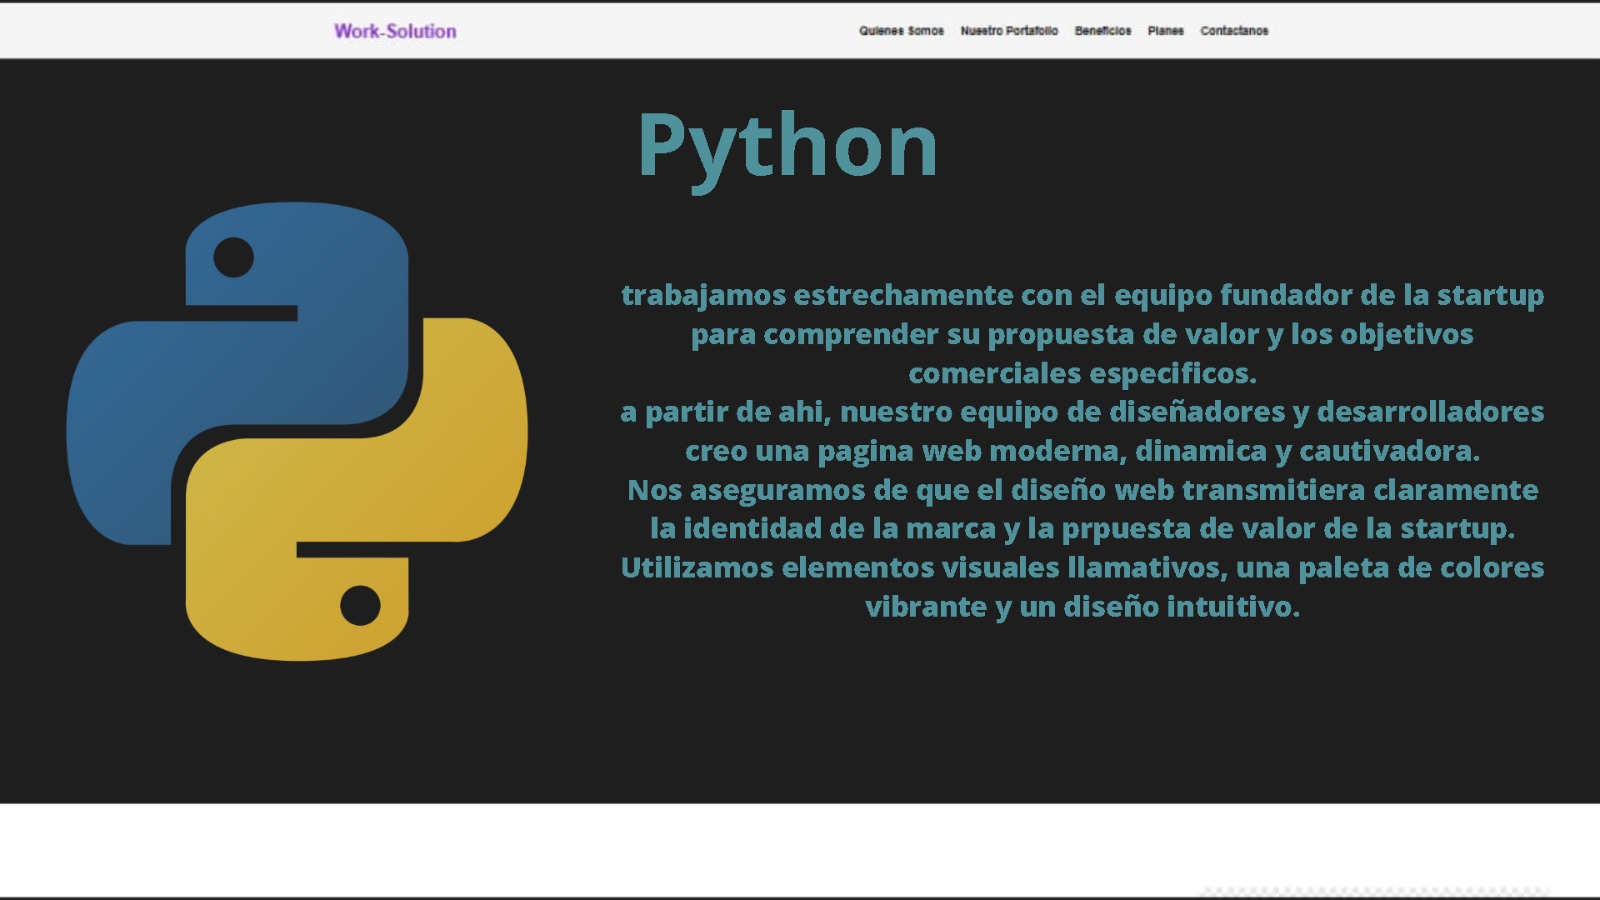 Work-Solution
Quienes Somos Nuestro Portafolio Beneficios Planes Contactanos
Python
trabajamos estrechamente con el equipo fundador de la startup
para comprender su propuesta de valor y los objetivos
comerciales especificos.
a partir de ahi, nuestro equipo de diseñadores y desarrolladores
creo una pagina web moderna, dinamica y cautivadora.
Nos aseguramos de que el diseño web transmitiera claramente
la identidad de la marca y la prpuesta de valor de la startup.
Utilizamos elementos visuales llamativos, una paleta de colores
vibrante y un diseño intuitivo.